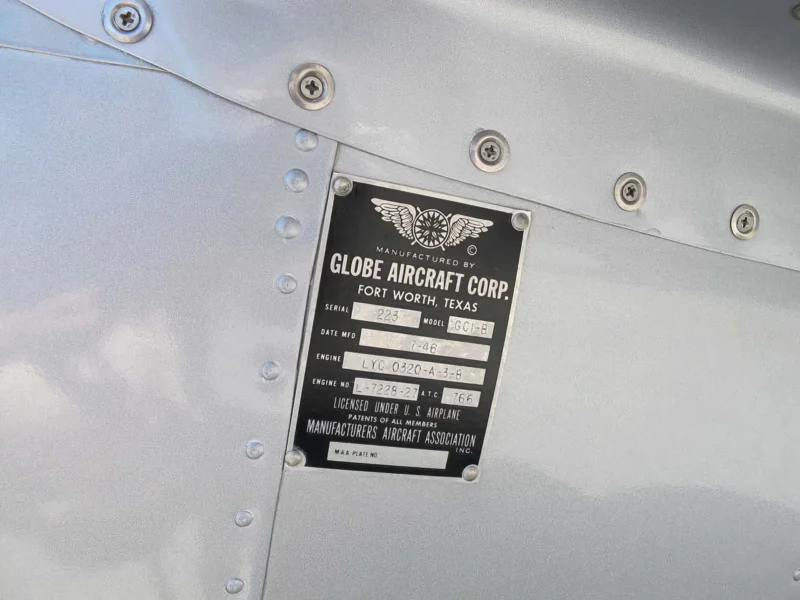 ©
MANUFACTURED BY
GLOBE AIRCRAFT CORP.
FORT WORTH, TEXAS
SERIAL 223 MODEL GC1-B
DATE MFD 7-46
ENGINE LYC 0320-A-3-B
ENGINE NO. L-7228-27 A.T.C. 766
LICENSED UNDER U. S. AIRPLANE
PATENTS OF ALL MEMBERS
MANUFACTURERS AIRCRAFT ASSOCIATION
INC.
M.A.A. PLATE NO.